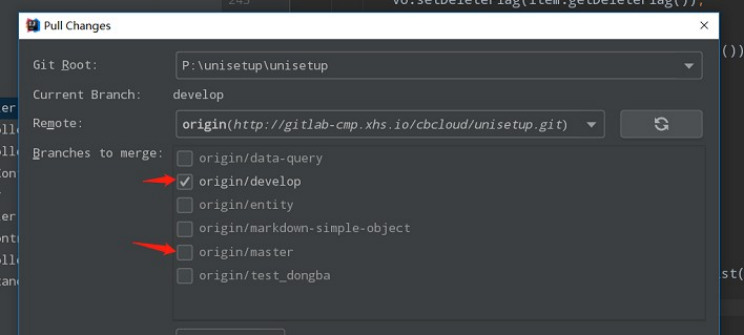 245
vo.setDeleteFlag(item.getDeleteFlag());
Pull Changes
Git Root:
P:\unisetup\unisetup
Current Branch: develop
Remote:
origin(http://gitlab-cmp.xhs.io/cbcloud/unisetup.git)
Branches to merge:
origin/data-query
origin/develop
origin/entity
origin/markdown-simple-object
origin/master
origin/test_dongba